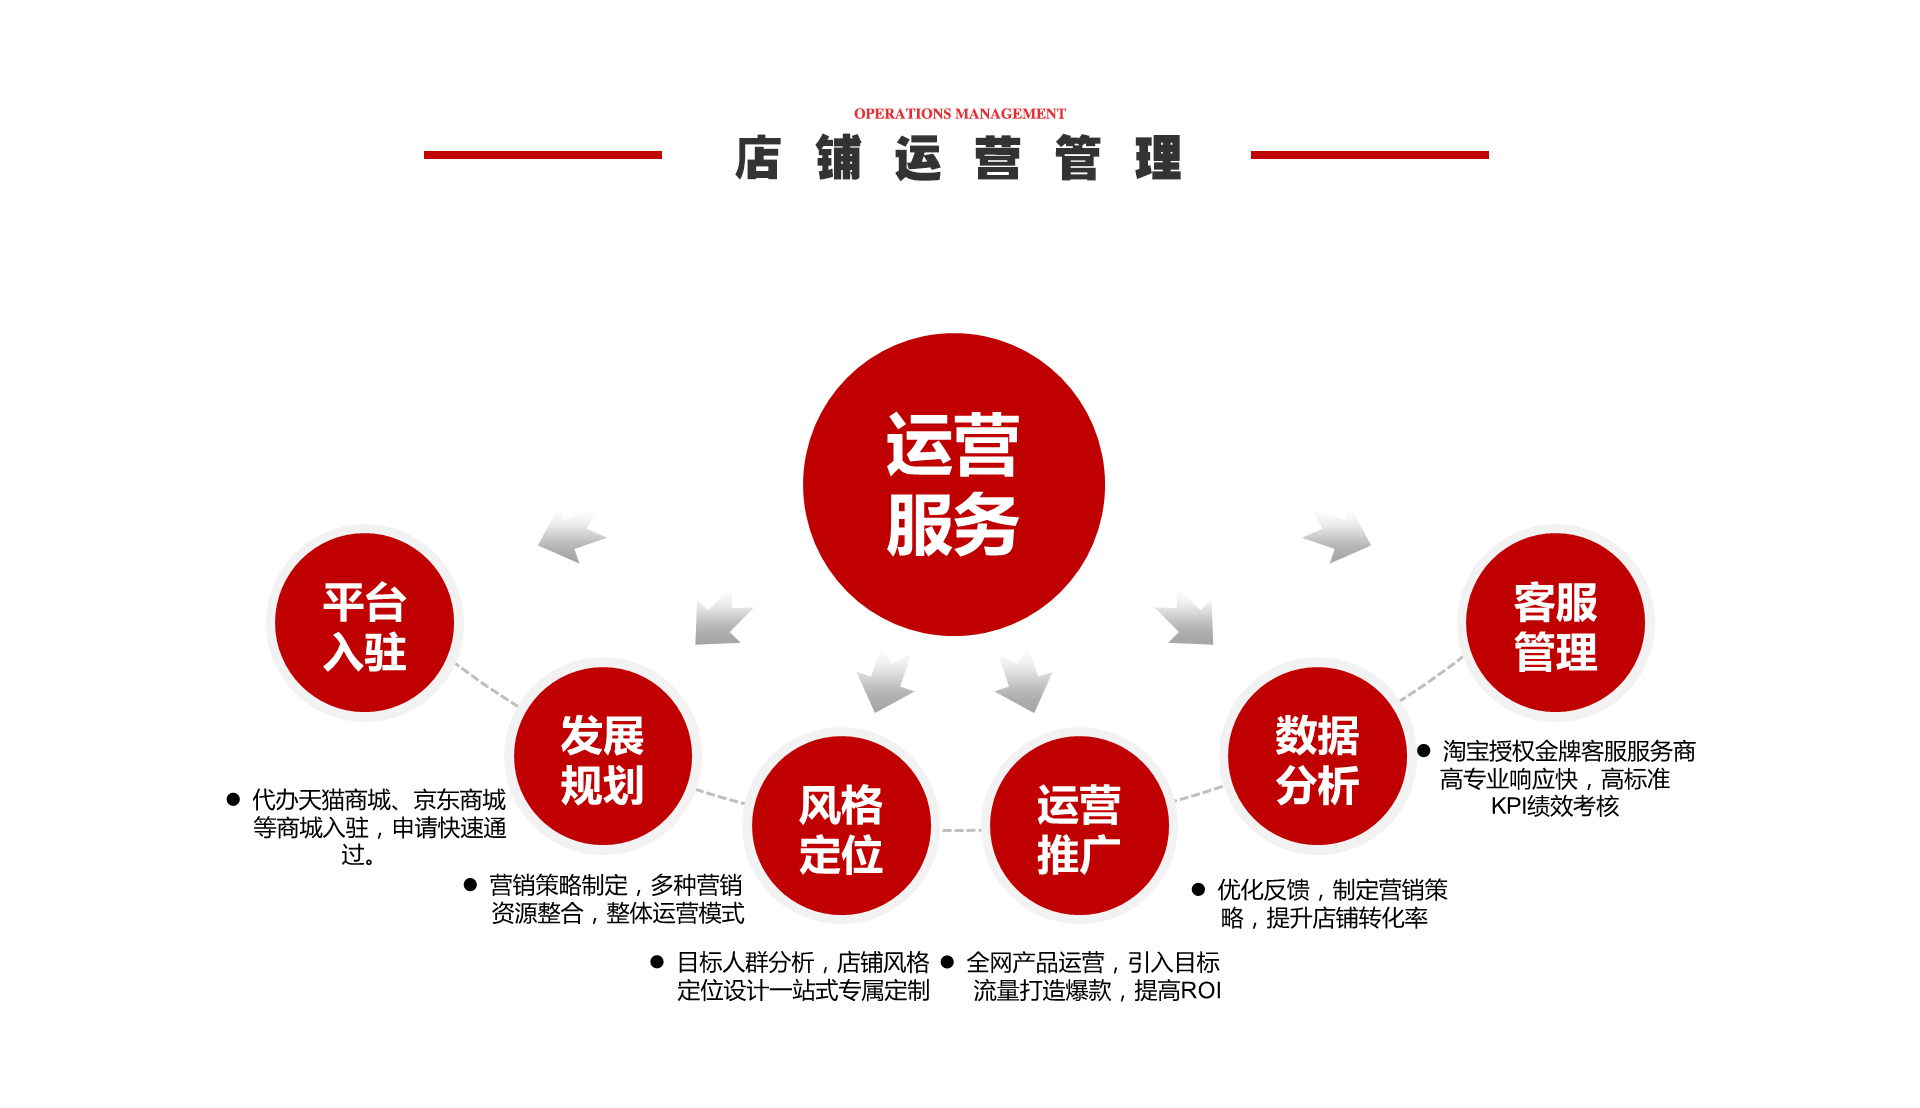 OPERATIONS MANAGEMENT
店铺运营管理
运营
服务
平台
入驻
代办天猫商城、京东商城
等商城入驻，申请快速通
过。
发展
规划
营销策略制定，多种营销
资源整合，整体运营模式
风格
定位
目标人群分析，店铺风格
定位设计一站式专属定制
运营
推广
全网产品运营，引入目标
流量打造爆款，提高ROI
数据
分析
优化反馈，制定营销策
略，提升店铺转化率
客服
管理
淘宝授权金牌客服服务商
高专业响应快，高标准
KPI绩效考核